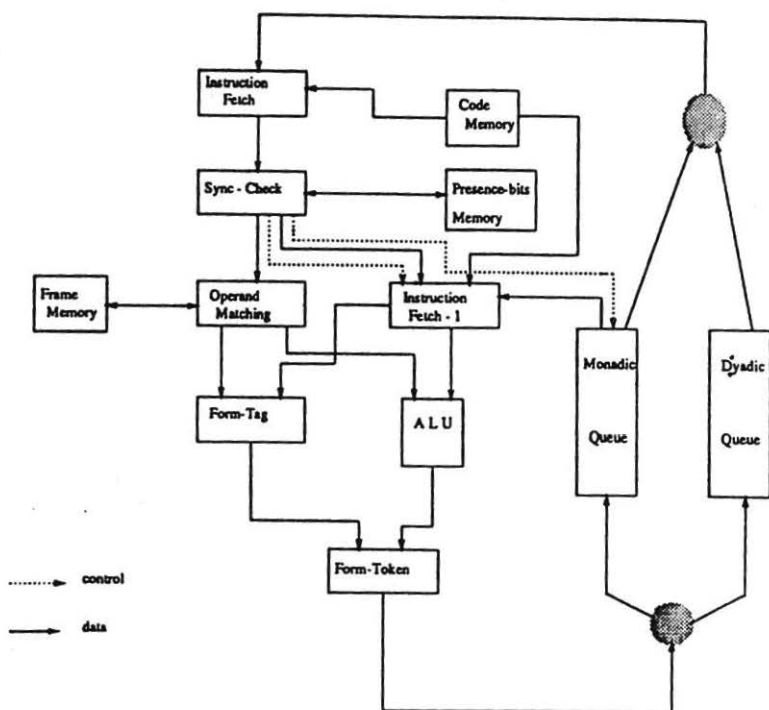 Instruction
Fetch
Code
Memory
Sync - Check
Presence-bits
Memory
Frame
Memory
Operand
Matching
Instruction
Fetch - 1
Monadic
Queue
Dyadic
Queue
Form-Tag
A L U
Form-Token
control
data